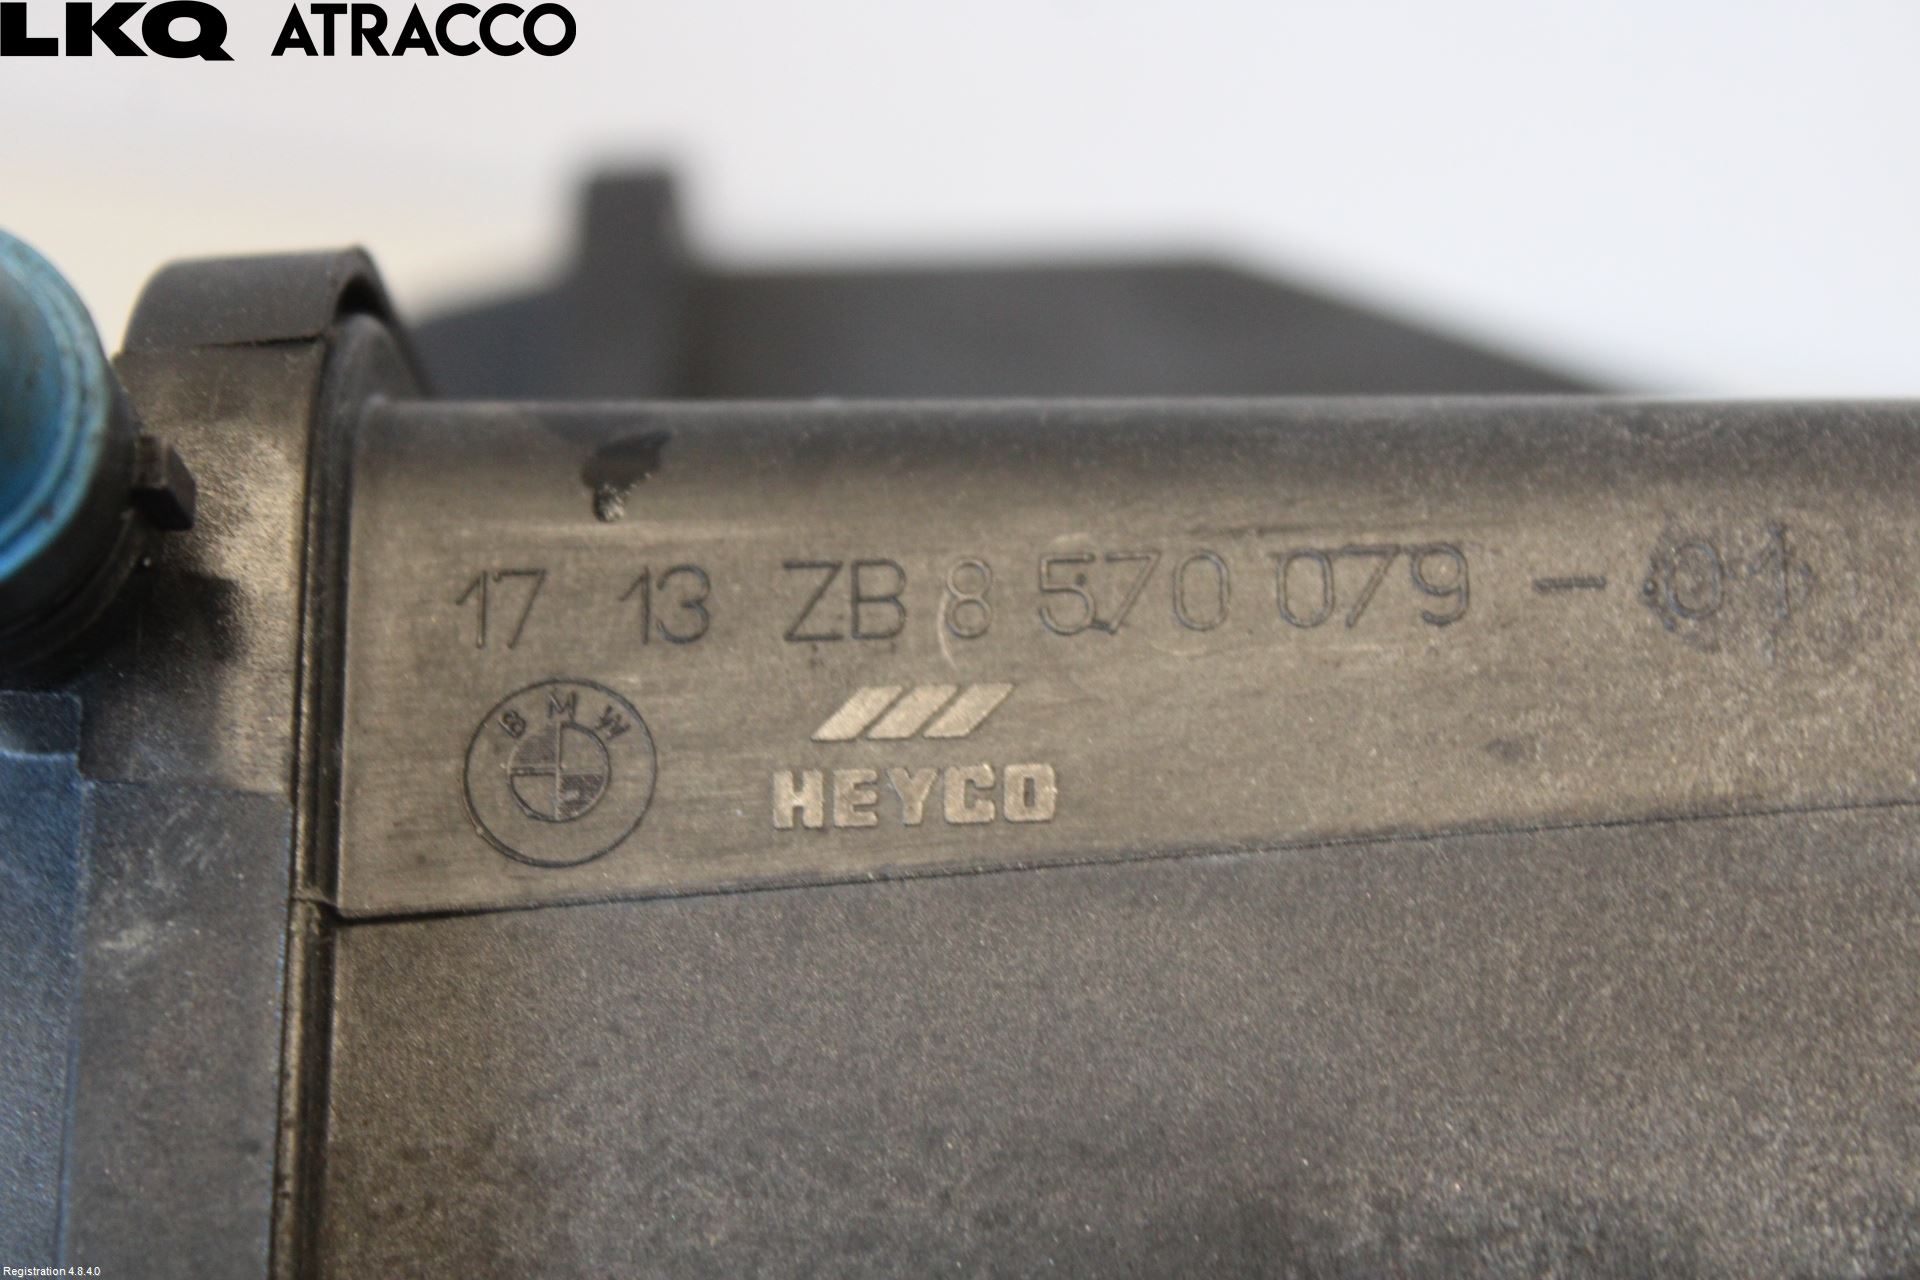 LKQ ATRACCO
17 13 ZB 8 570 079 - 01
BMW
HEYCO
Registration 4.8.4.0